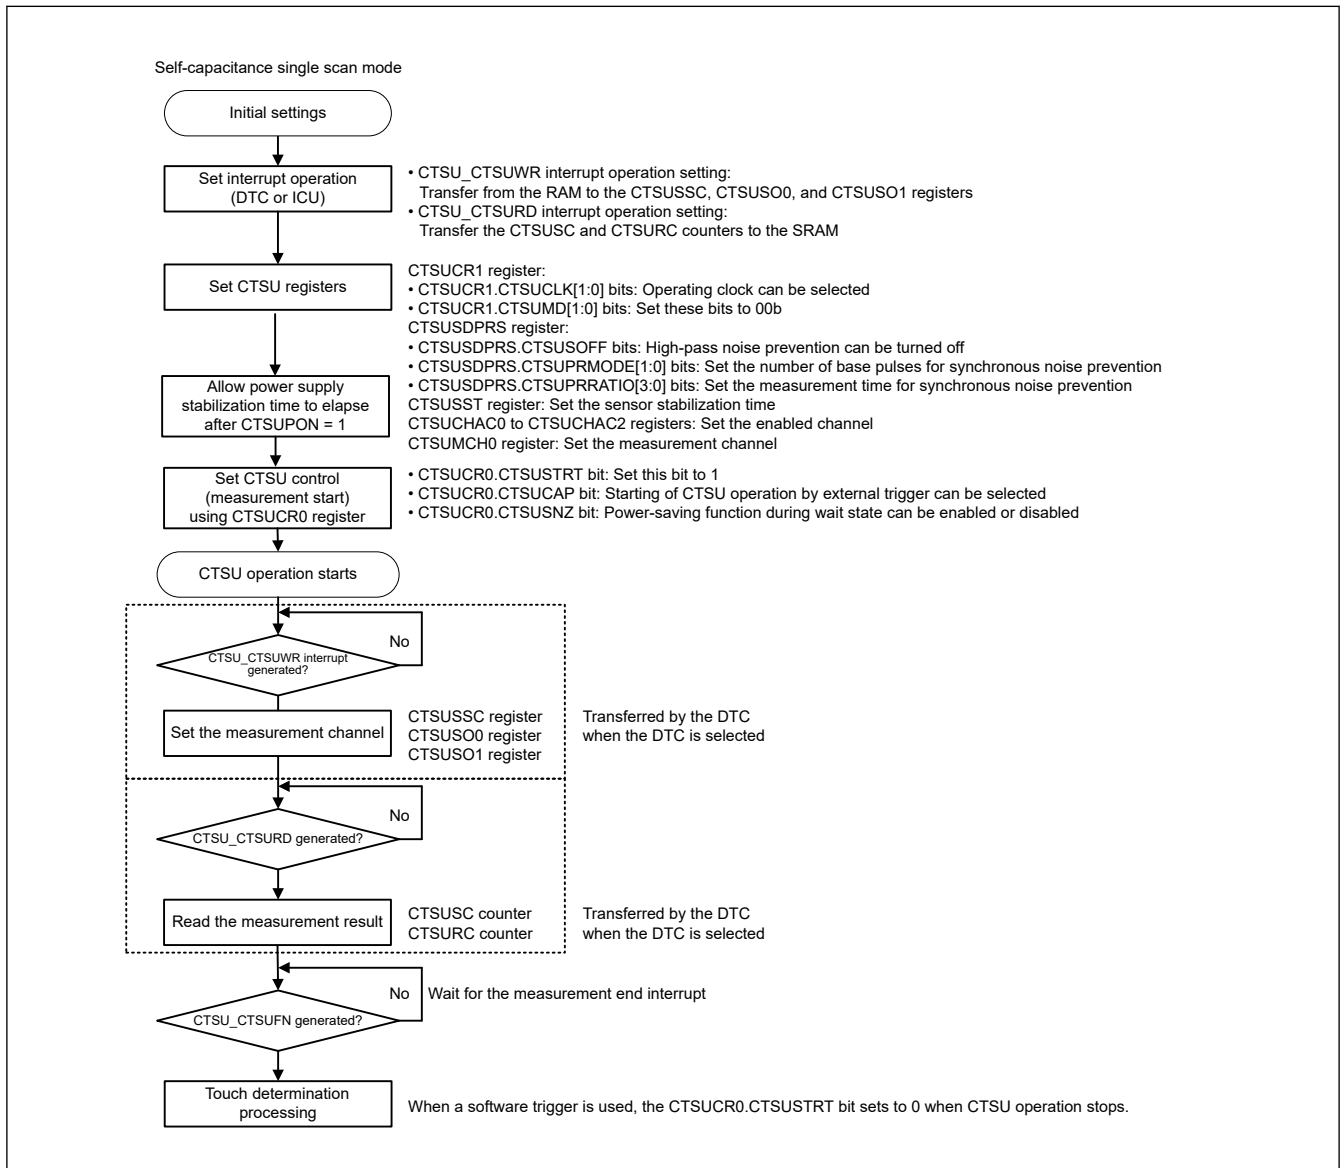 Self-capacitance single scan mode
Initial settings
Set interrupt operation
(DTC or ICU)
• CTSU_CTSUWR interrupt operation setting:
Transfer from the RAM to the CTSUSSC, CTSUSO0, and CTSUSO1 registers
• CTSU_CTSURD interrupt operation setting:
Transfer the CTSUSC and CTSURC counters to the SRAM
Set CTSU registers
CTSUCR1 register:
• CTSUCR1.CTSUCLK[1:0] bits: Operating clock can be selected
• CTSUCR1.CTSUMD[1:0] bits: Set these bits to 00b
CTSUSDPRS register:
• CTSUSDPRS.CTSUSOFF bits: High-pass noise prevention can be turned off
• CTSUSDPRS.CTSUPRMODE[1:0] bits: Set the number of base pulses for synchronous noise prevention
• CTSUSDPRS.CTSUPRRATIO[3:0] bits: Set the measurement time for synchronous noise prevention
CTSUSST register: Set the sensor stabilization time
CTSUCHAC0 to CTSUCHAC2 registers: Set the enabled channel
CTSUMCH0 register: Set the measurement channel
Allow power supply
stabilization time to elapse
after CTSUPON = 1
Set CTSU control
(measurement start)
using CTSUCR0 register
• CTSUCR0.CTSUSTRT bit: Set this bit to 1
• CTSUCR0.CTSUCAP bit: Starting of CTSU operation by external trigger can be selected
• CTSUCR0.CTSUSNZ bit: Power-saving function during wait state can be enabled or disabled
CTSU operation starts
No
CTSU_CTSUWR interrupt
generated?
Set the measurement channel
CTSUSSC register
CTSUSO0 register
CTSUSO1 register
Transferred by the DTC
when the DTC is selected
No
CTSU_CTSURD generated?
Read the measurement result
CTSUSC counter
CTSURC counter
Transferred by the DTC
when the DTC is selected
No
Wait for the measurement end interrupt
CTSU_CTSUFN generated?
Touch determination
processing
When a software trigger is used, the CTSUCR0.CTSUSTRT bit sets to 0 when CTSU operation stops.